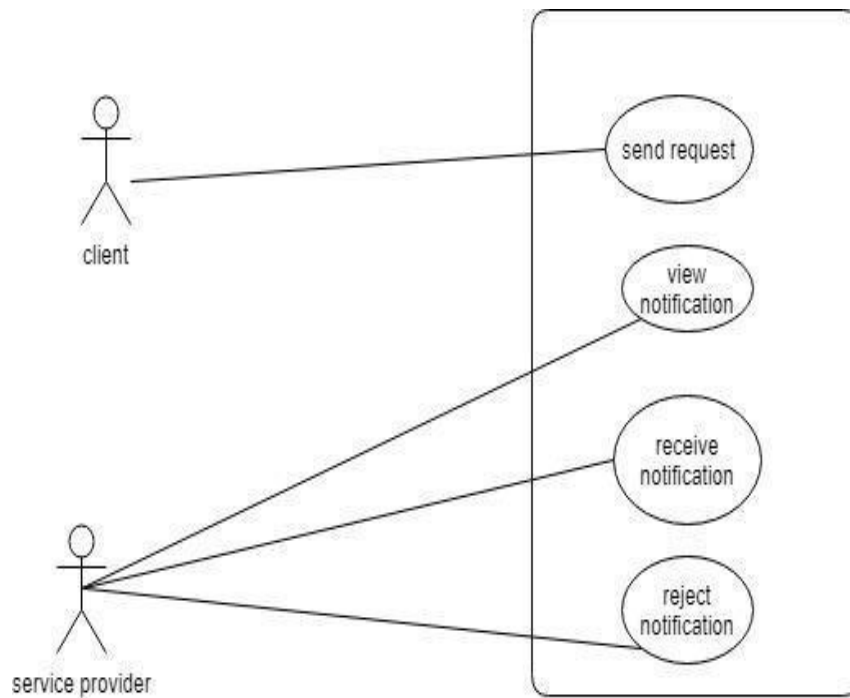 send request
client
view
notification
receive
notification
reject
notification
service provider